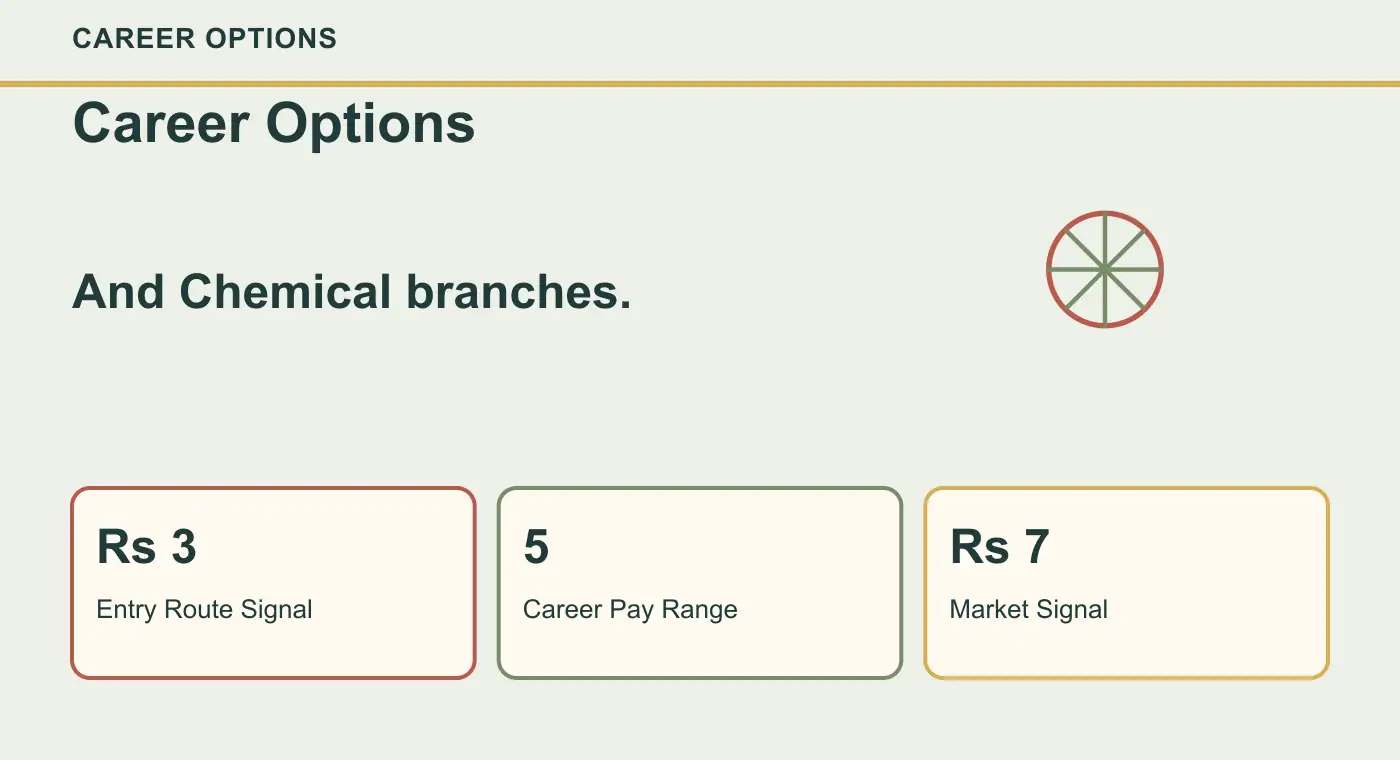 CAREER OPTIONS
Career Options
And Chemical branches.
Rs 3
Entry Route Signal
5
Career Pay Range
Rs 7
Market Signal